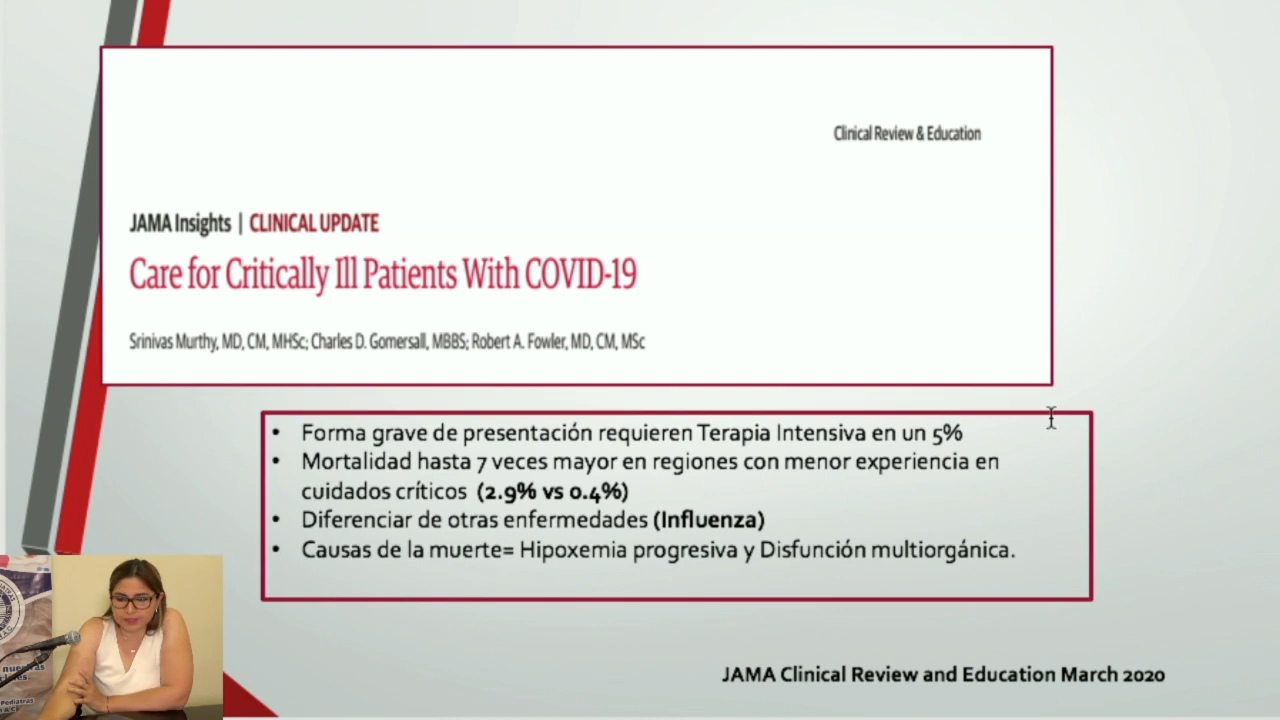 Clinical Review & Education
JAMA Insights | CLINICAL UPDATE
Care for Critically Ill Patients With COVID-19
Srinivas Murthy, MD, CM, MHSc; Charles D. Gomersall, MBBS; Robert A. Fowler, MD, CM, MSc
• Forma grave de presentación requieren Terapia Intensiva en un 5%
• Mortalidad hasta 7 veces mayor en regiones con menor experiencia en
cuidados críticos (2.9% vs 0.4%)
• Diferenciar de otras enfermedades (Influenza)
• Causas de la muerte= Hipoxemia progresiva y Disfunción multiorgánica.
JAMA Clinical Review and Education March 2020